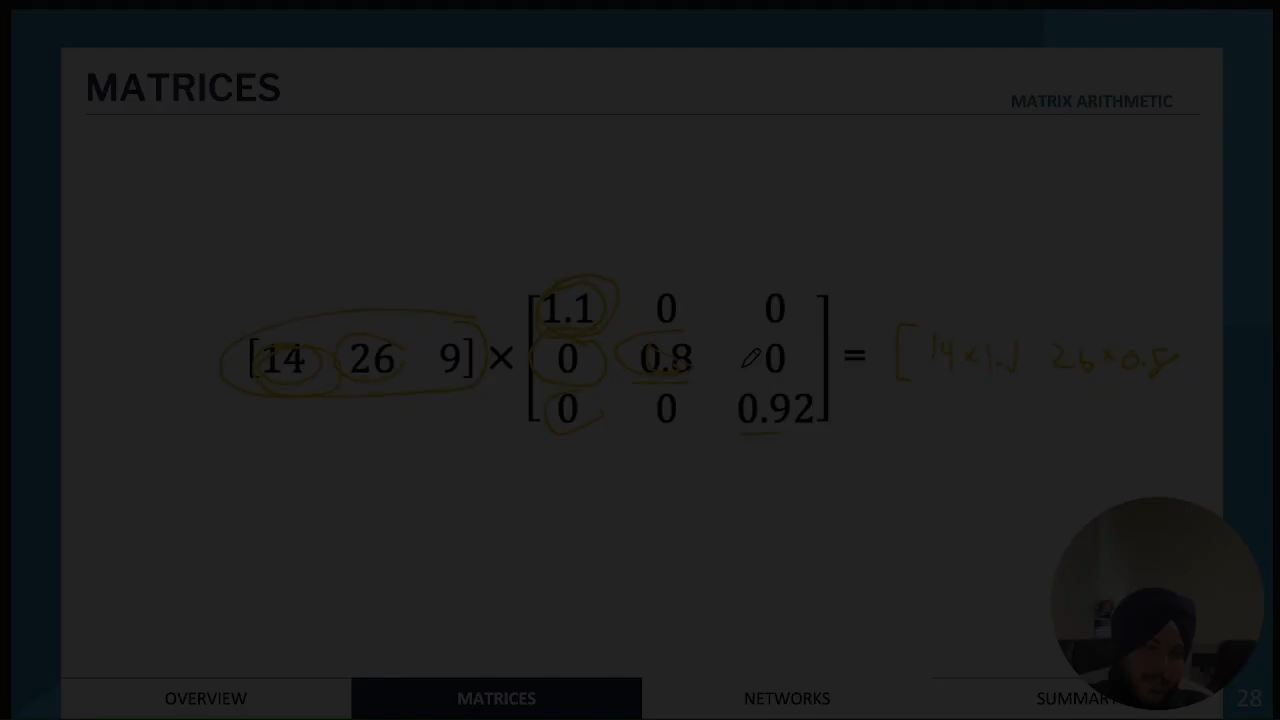 MATRICES
MATRIX ARITHMETIC
[14 26 9] × [1.1 0 0
0 0.8 0
0 0 0.92] = [14 × 1.1 26 × 0.8
OVERVIEW MATRICES NETWORKS SUMMARY 28